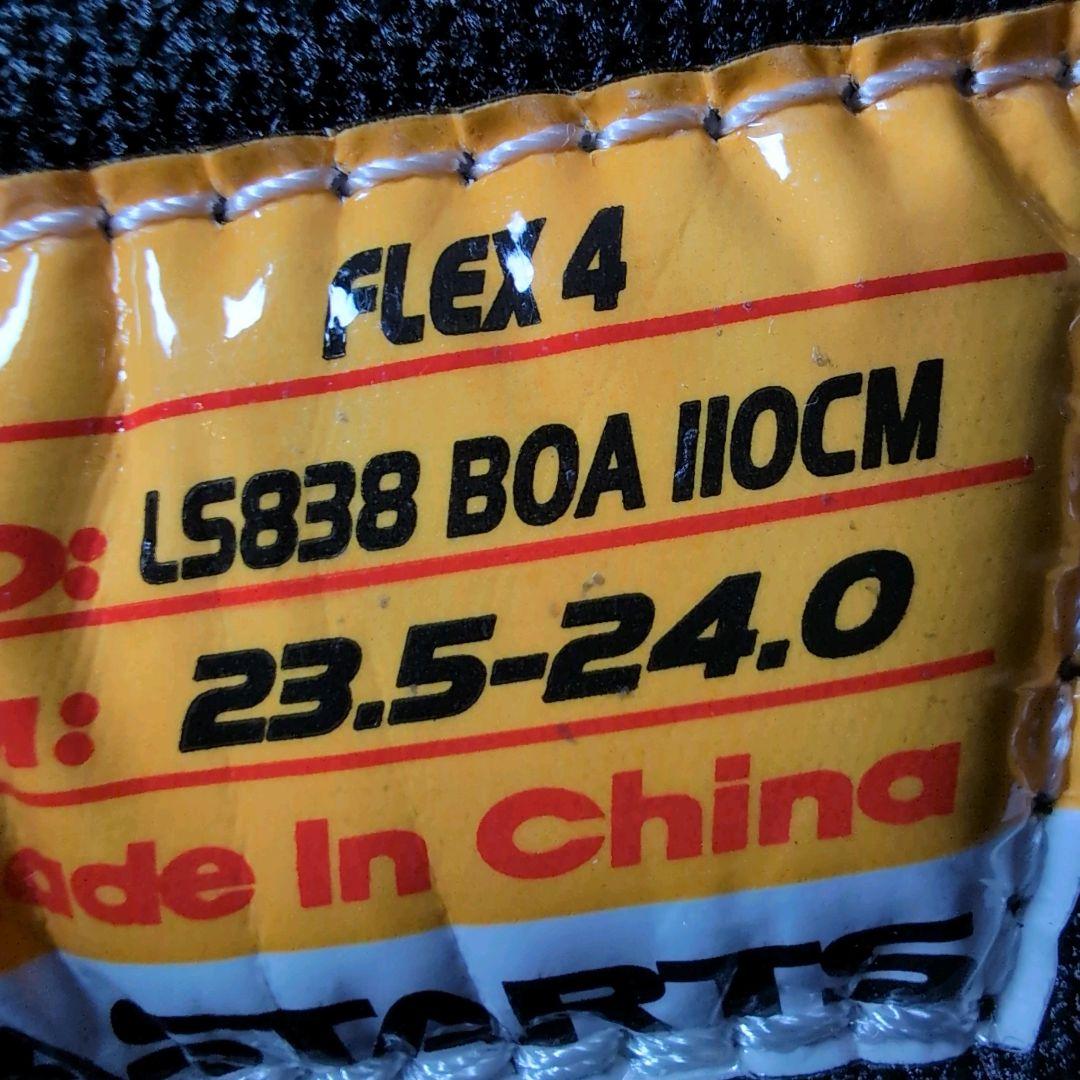 FLEX 4
LS838 BOA 110CM
23.5-24.0
ade In China